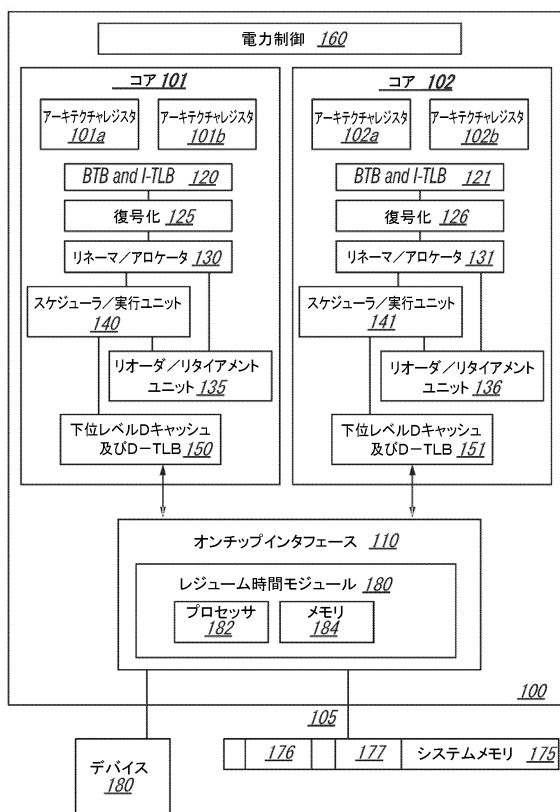 電力制御 160
コア 101
アーキテクチャレジスタ
101a
アーキテクチャレジスタ
101b
BTB and I-TLB 120
復号化 125
リネーマ/アロケータ 130
スケジューラ/実行ユニット
140
リオーダ/リタイアメント
ユニット 135
下位レベルDキャッシュ
及びD-TLB 150
コア 102
アーキテクチャレジスタ
102a
アーキテクチャレジスタ
102b
BTB and I-TLB 121
復号化 126
リネーマ/アロケータ 131
スケジューラ/実行ユニット
141
リオーダ/リタイアメント
ユニット 136
下位レベルDキャッシュ
及びD-TLB 151
オンチップインタフェース 110
レジューム時間モジュール 180
プロセッサ
182
メモリ
184
100
105
デバイス
180
176
177
システムメモリ 175